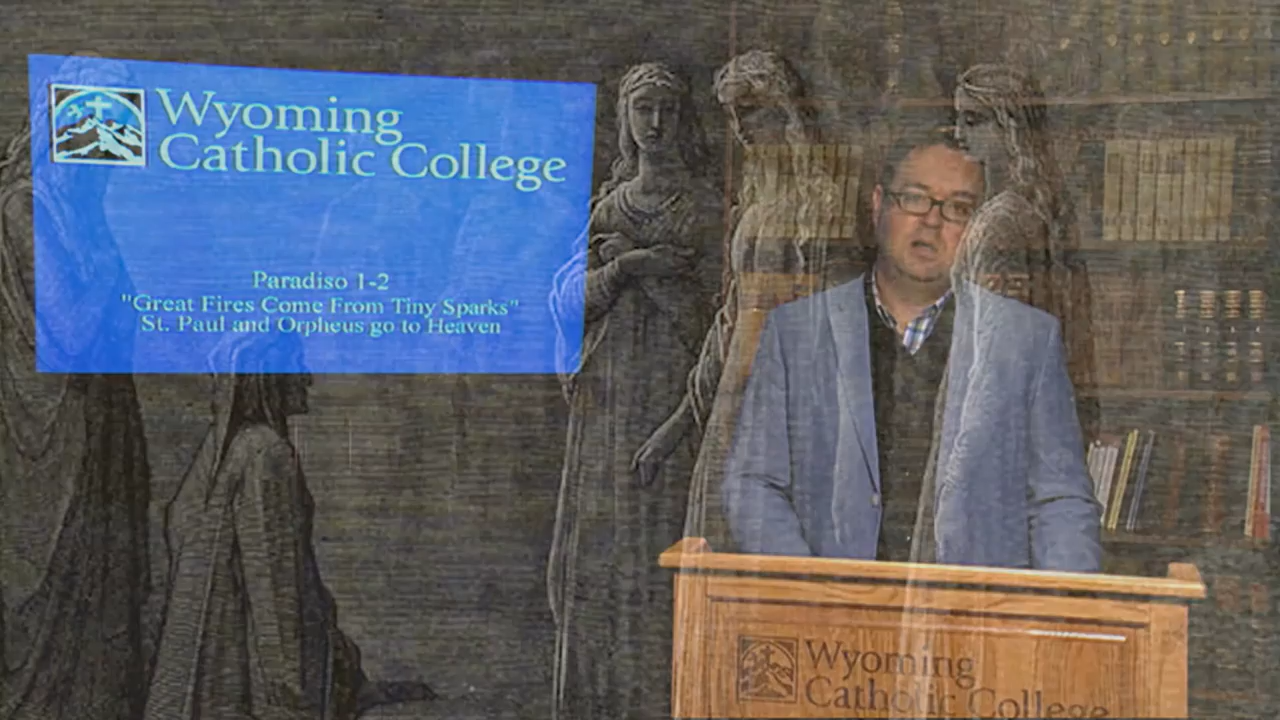 Wyoming
Catholic College
Paradiso 1-2
"Great Fires Come From Tiny Sparks"
St. Paul and Orpheus go to Heaven
Wyoming
Catholic College